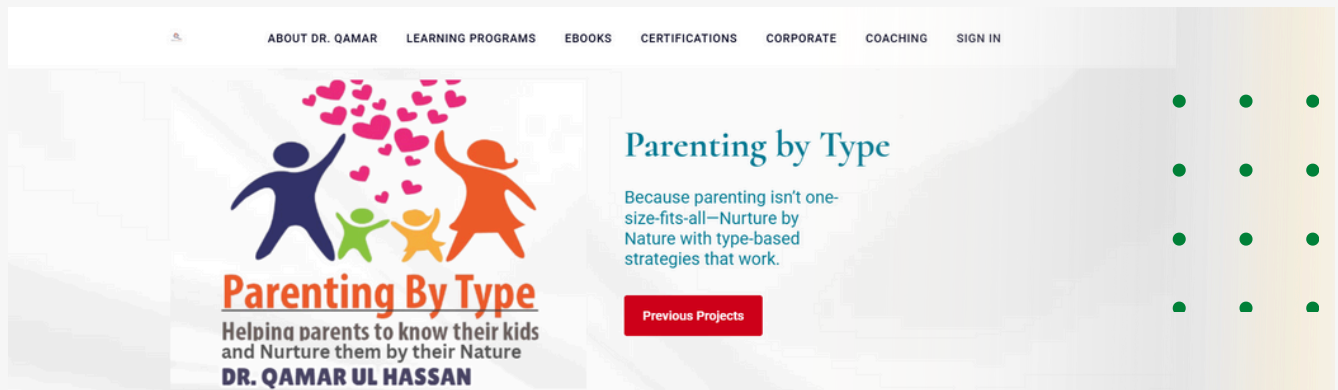 ABOUT DR. QAMAR LEARNING PROGRAMS EBOOKS CERTIFICATIONS CORPORATE COACHING SIGN IN
Parenting By Type
Helping parents to know their kids
and Nurture them by their Nature
DR. QAMAR UL HASSAN
Parenting by Type
Because parenting isn't one-
size-fits-all—Nurture by
Nature with type-based
strategies that work.
Previous Projects